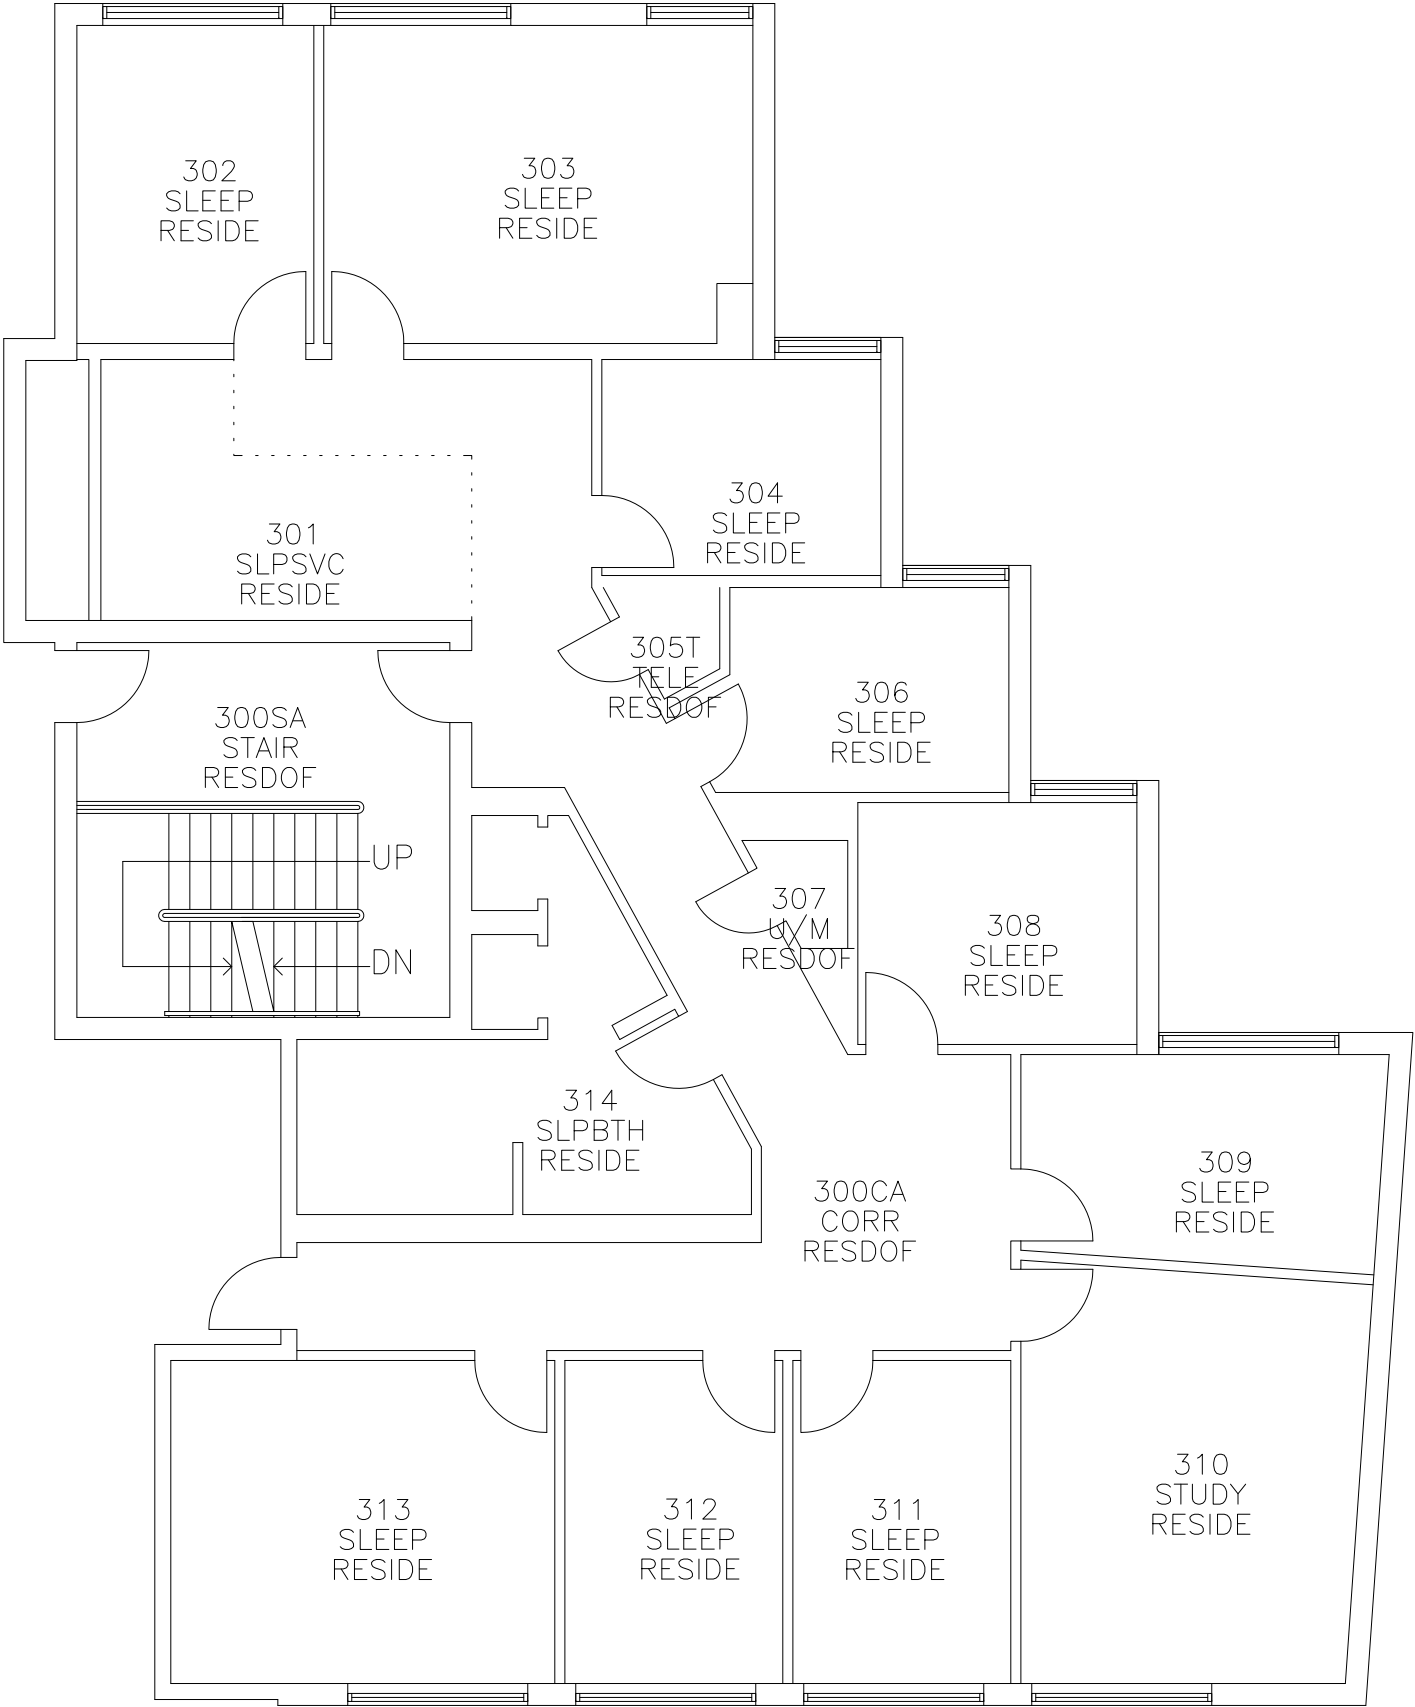 302
SLEEP
RESIDE
303
SLEEP
RESIDE
304
SLEEP
RESIDE
301
SLPSVC
RESIDE
305T
TELE
RESDOF
306
SLEEP
RESIDE
300SA
STAIR
RESDOF
UP
DN
307
U/M
RESDOF
308
SLEEP
RESIDE
314
SLPBTH
RESIDE
300CA
CORR
RESDOF
309
SLEEP
RESIDE
310
STUDY
RESIDE
313
SLEEP
RESIDE
312
SLEEP
RESIDE
311
SLEEP
RESIDE